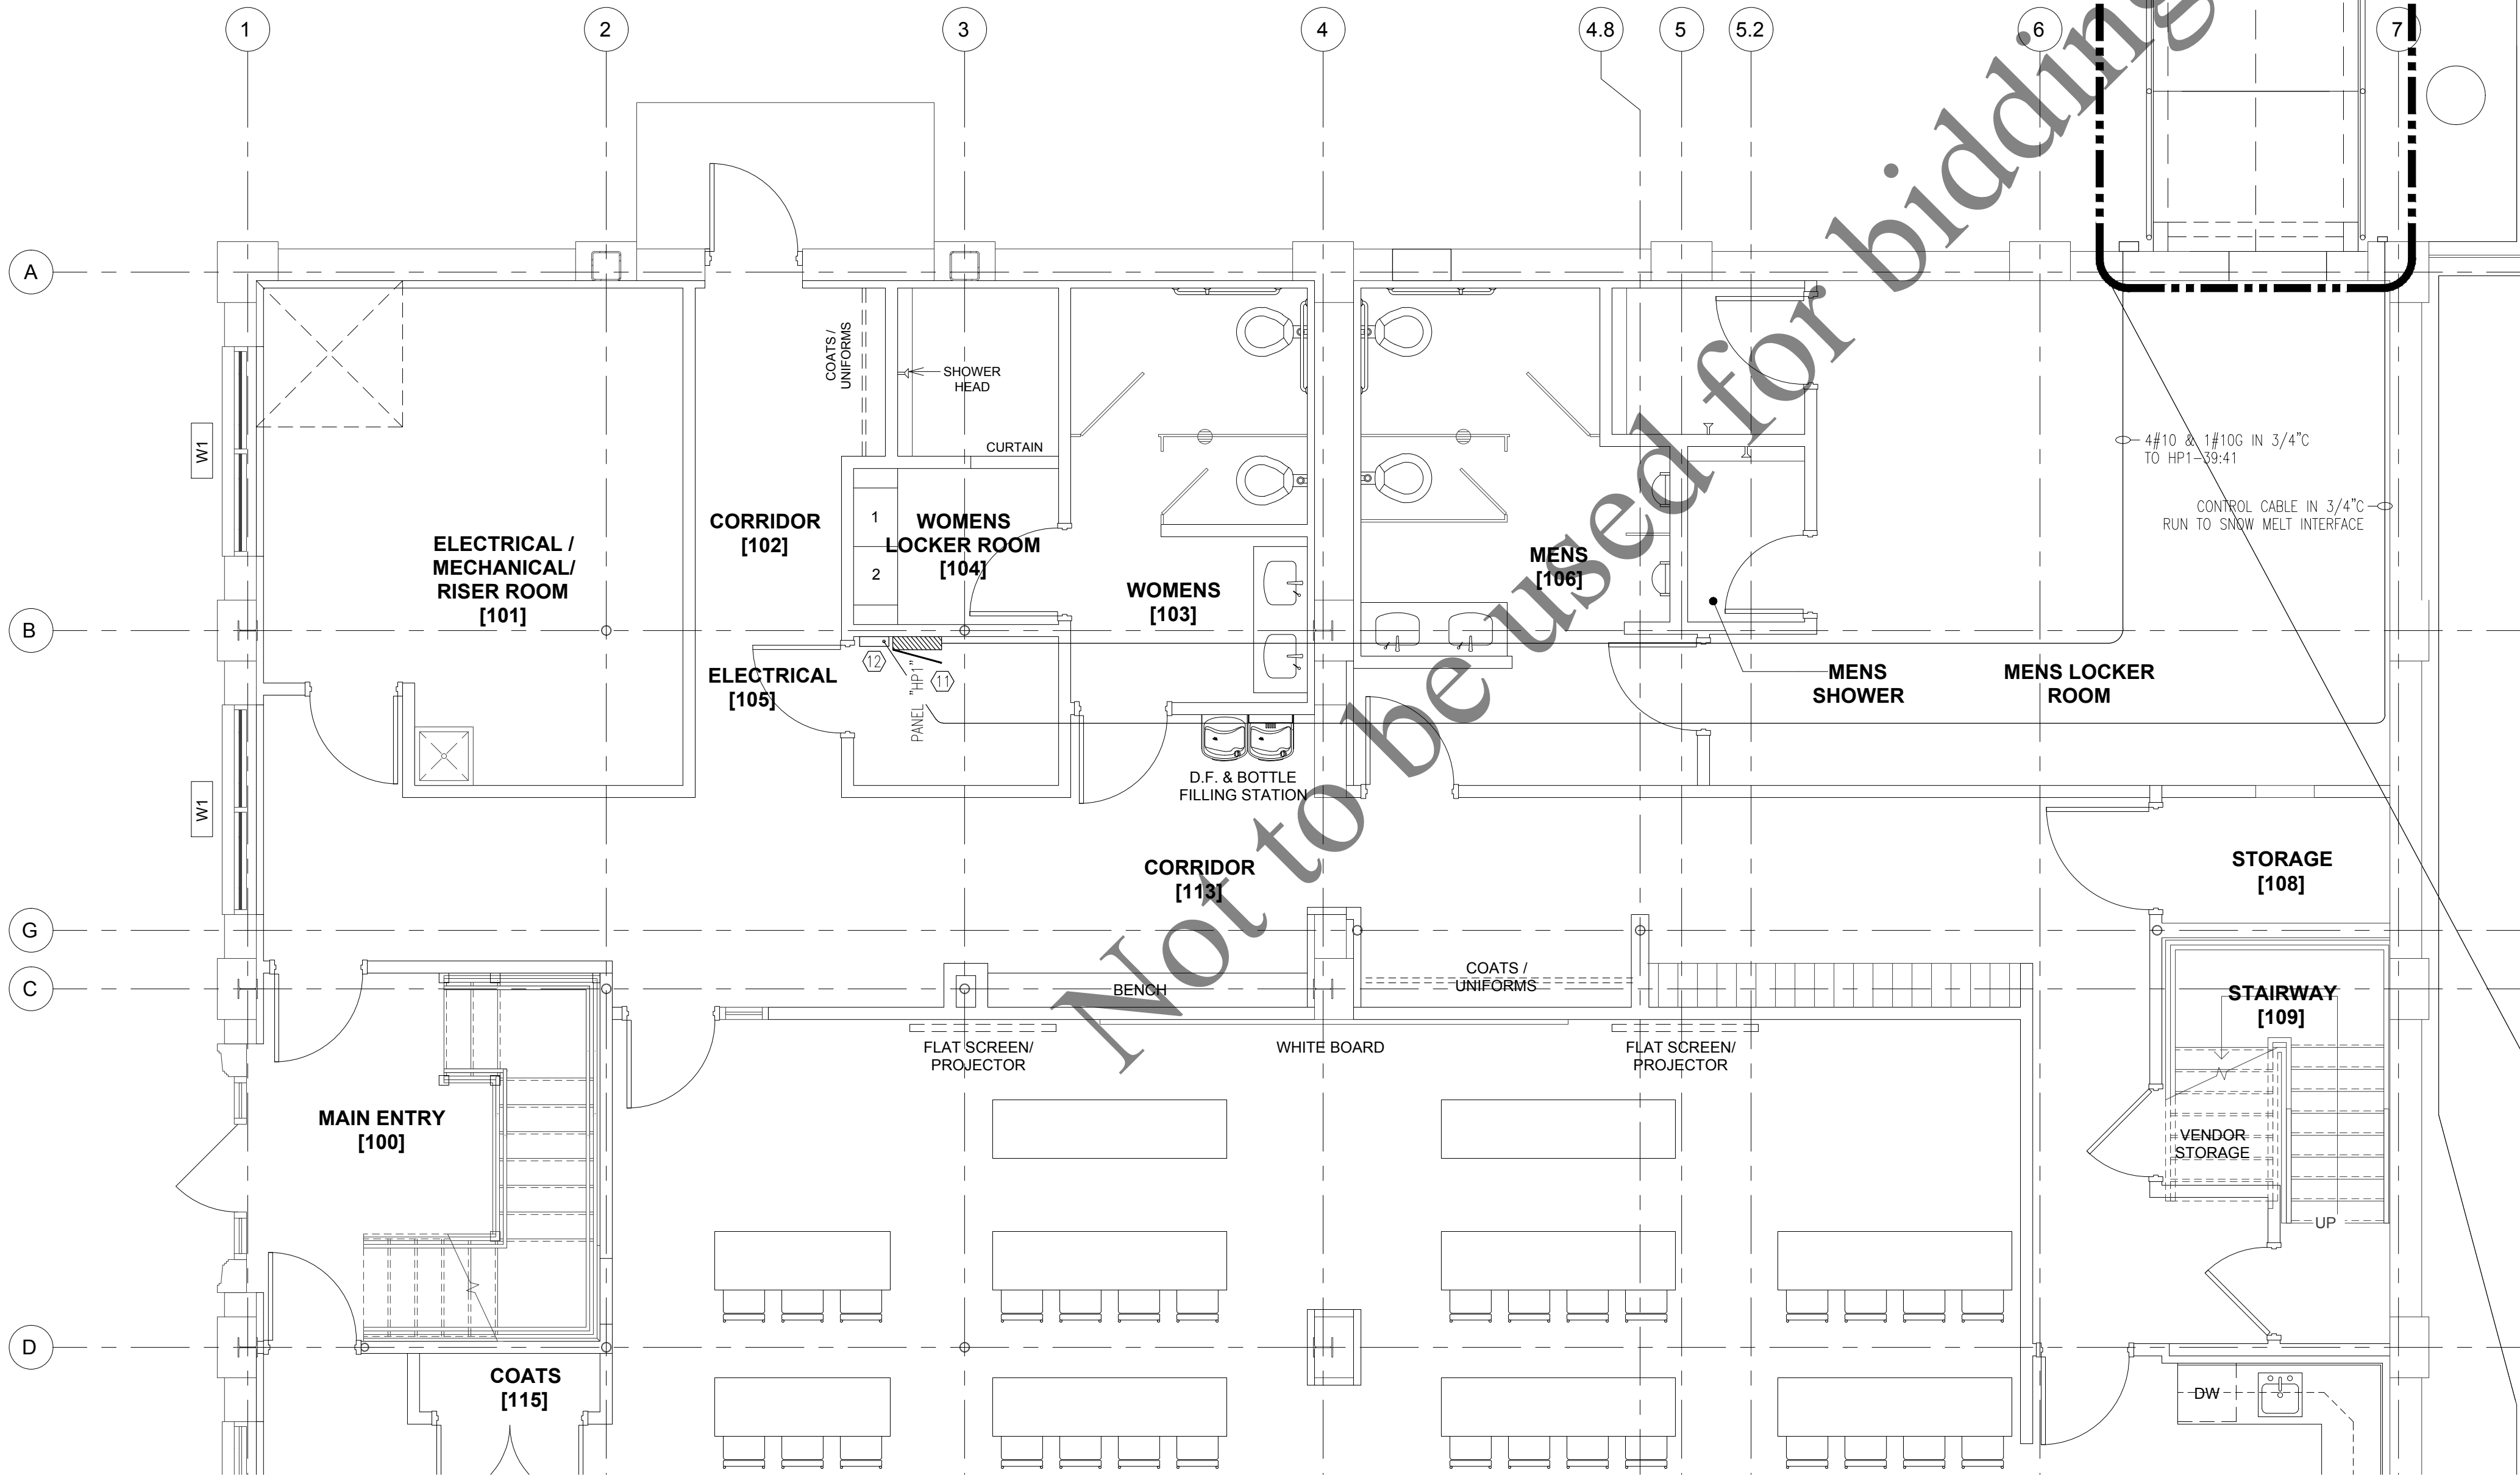 1
2
3
4
4.8
5
5.2
6
7
A
B
G
C
D
Not to be used for bidding
W1
W1
COATS /
UNIFORMS
SHOWER
HEAD
CURTAIN
4#10 & 1#10G IN 3/4"C
TO HP1-39:41
CONTROL CABLE IN 3/4"C
RUN TO SNOW MELT INTERFACE
ELECTRICAL /
MECHANICAL/
RISER ROOM
[101]
CORRIDOR
[102]
1
2
WOMENS
LOCKER ROOM
[104]
WOMENS
[103]
MENS
[106]
ELECTRICAL
[105]
12
11
PANEL "HP1"
MENS
SHOWER
MENS LOCKER
ROOM
D.F. & BOTTLE
FILLING STATION
CORRIDOR
[113]
STORAGE
[108]
BENCH
COATS /
UNIFORMS
STAIRWAY
[109]
FLAT SCREEN/
PROJECTOR
WHITE BOARD
FLAT SCREEN/
PROJECTOR
MAIN ENTRY
[100]
VENDOR
STORAGE
UP
COATS
[115]
DW